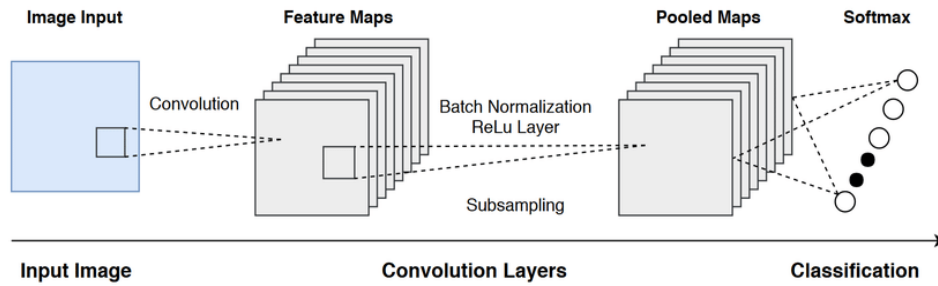 Image Input
Feature Maps
Pooled Maps
Softmax
Convolution
Batch Normalization
ReLu Layer
Subsampling
Input Image
Convolution Layers
Classification